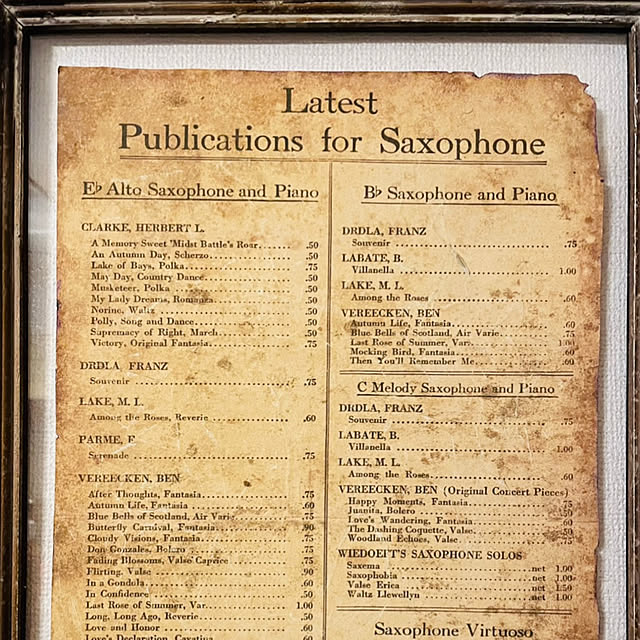 Latest
Publications for Saxophone
E♭ Alto Saxophone and Piano
CLARKE, HERBERT L.
A Memory Sweet 'Midst Battle's Roar .50
An Autumn Day, Scherzo .50
Lake of Bays, Polka .75
May Day, Country Dance .50
Musketeer, Polka .50
My Lady Dreams, Romanza .50
Norine, Waltz .50
Polly, Song and Dance .50
Supremacy of Right, March .50
Victory, Original Fantasia .75
DRDLA, FRANZ
Souvenir .75
LAKE, M. L.
Among the Roses, Reverie .60
PARME, F.
Serenade .75
VEREECKEN, BEN
After Thoughts, Fantasia .75
Autumn Life, Fantasia .60
Blue Bells of Scotland, Air Varie .75
Butterfly Carnival, Fantasia .90
Cloudy Visions, Fantasia .75
Don Gonzales, Bolero .75
Fading Blossoms, Valse Caprice .75
Flirting, Valse .90
In a Gondola .60
In Confidence .50
Last Rose of Summer, Var. 1.00
Long, Long Ago, Reverie .50
Love and Honor .60
Love's Declaration, Cavatina
B♭ Saxophone and Piano
DRDLA, FRANZ
Souvenir .75
LABATE, B.
Villanella 1.00
LAKE, M. L.
Among the Roses .60
VEREECKEN, BEN
Autumn Life, Fantasia .60
Blue Bells of Scotland, Air Varie .75
Last Rose of Summer, Var. 1.00
Mocking Bird, Fantasia .60
Then You'll Remember Me .60
C Melody Saxophone and Piano
DRDLA, FRANZ
Souvenir .75
LABATE, B.
Villanella 1.00
LAKE, M. L.
Among the Roses .60
VEREECKEN, BEN (Original Concert Pieces)
Happy Moments, Fantasia .75
Juanita, Bolero
Love's Wandering, Fantasia .60
The Dashing Coquette, Valse .50
Woodland Echoes, Valse .75
WIEDOEFT'S SAXOPHONE SOLOS
Saxema net 1.00
Saxophobia net 1.00
Valse Erica net 1.50
Waltz Llewellyn net 1.00
Saxophone Virtuoso